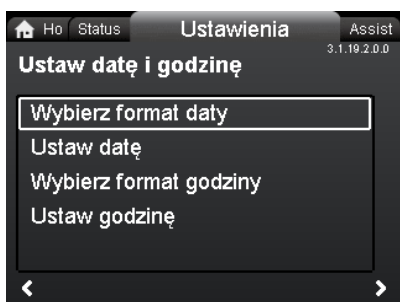 Ho Status Ustawienia Assist
3.1.19.2.0.0
Ustaw datę i godzinę
Wybierz format daty
Ustaw datę
Wybierz format godziny
Ustaw godzinę